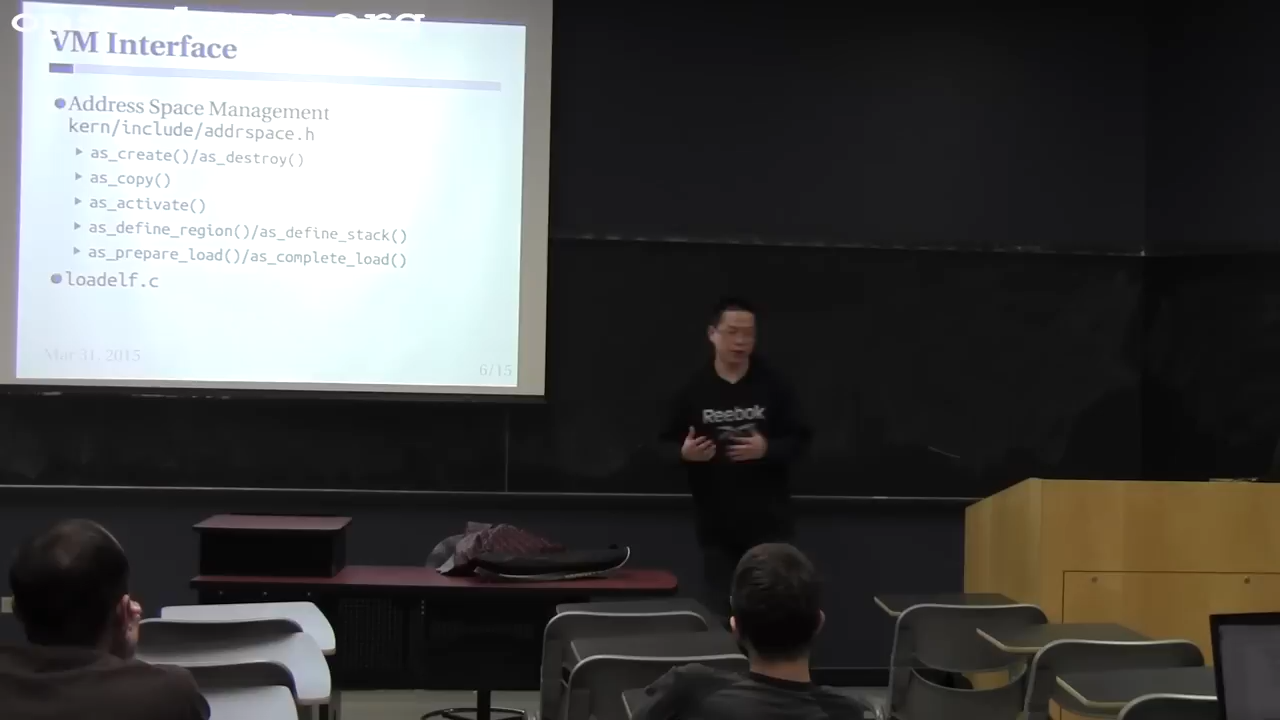 VM Interface
Address Space Management
kern/include/addrspace.h
as_create()/as_destroy()
as_copy()
as_activate()
as_define_region()/as_define_stack()
as_prepare_load()/as_complete_load()
loadelf.c
Mar 31, 2015
6/15
Reebok